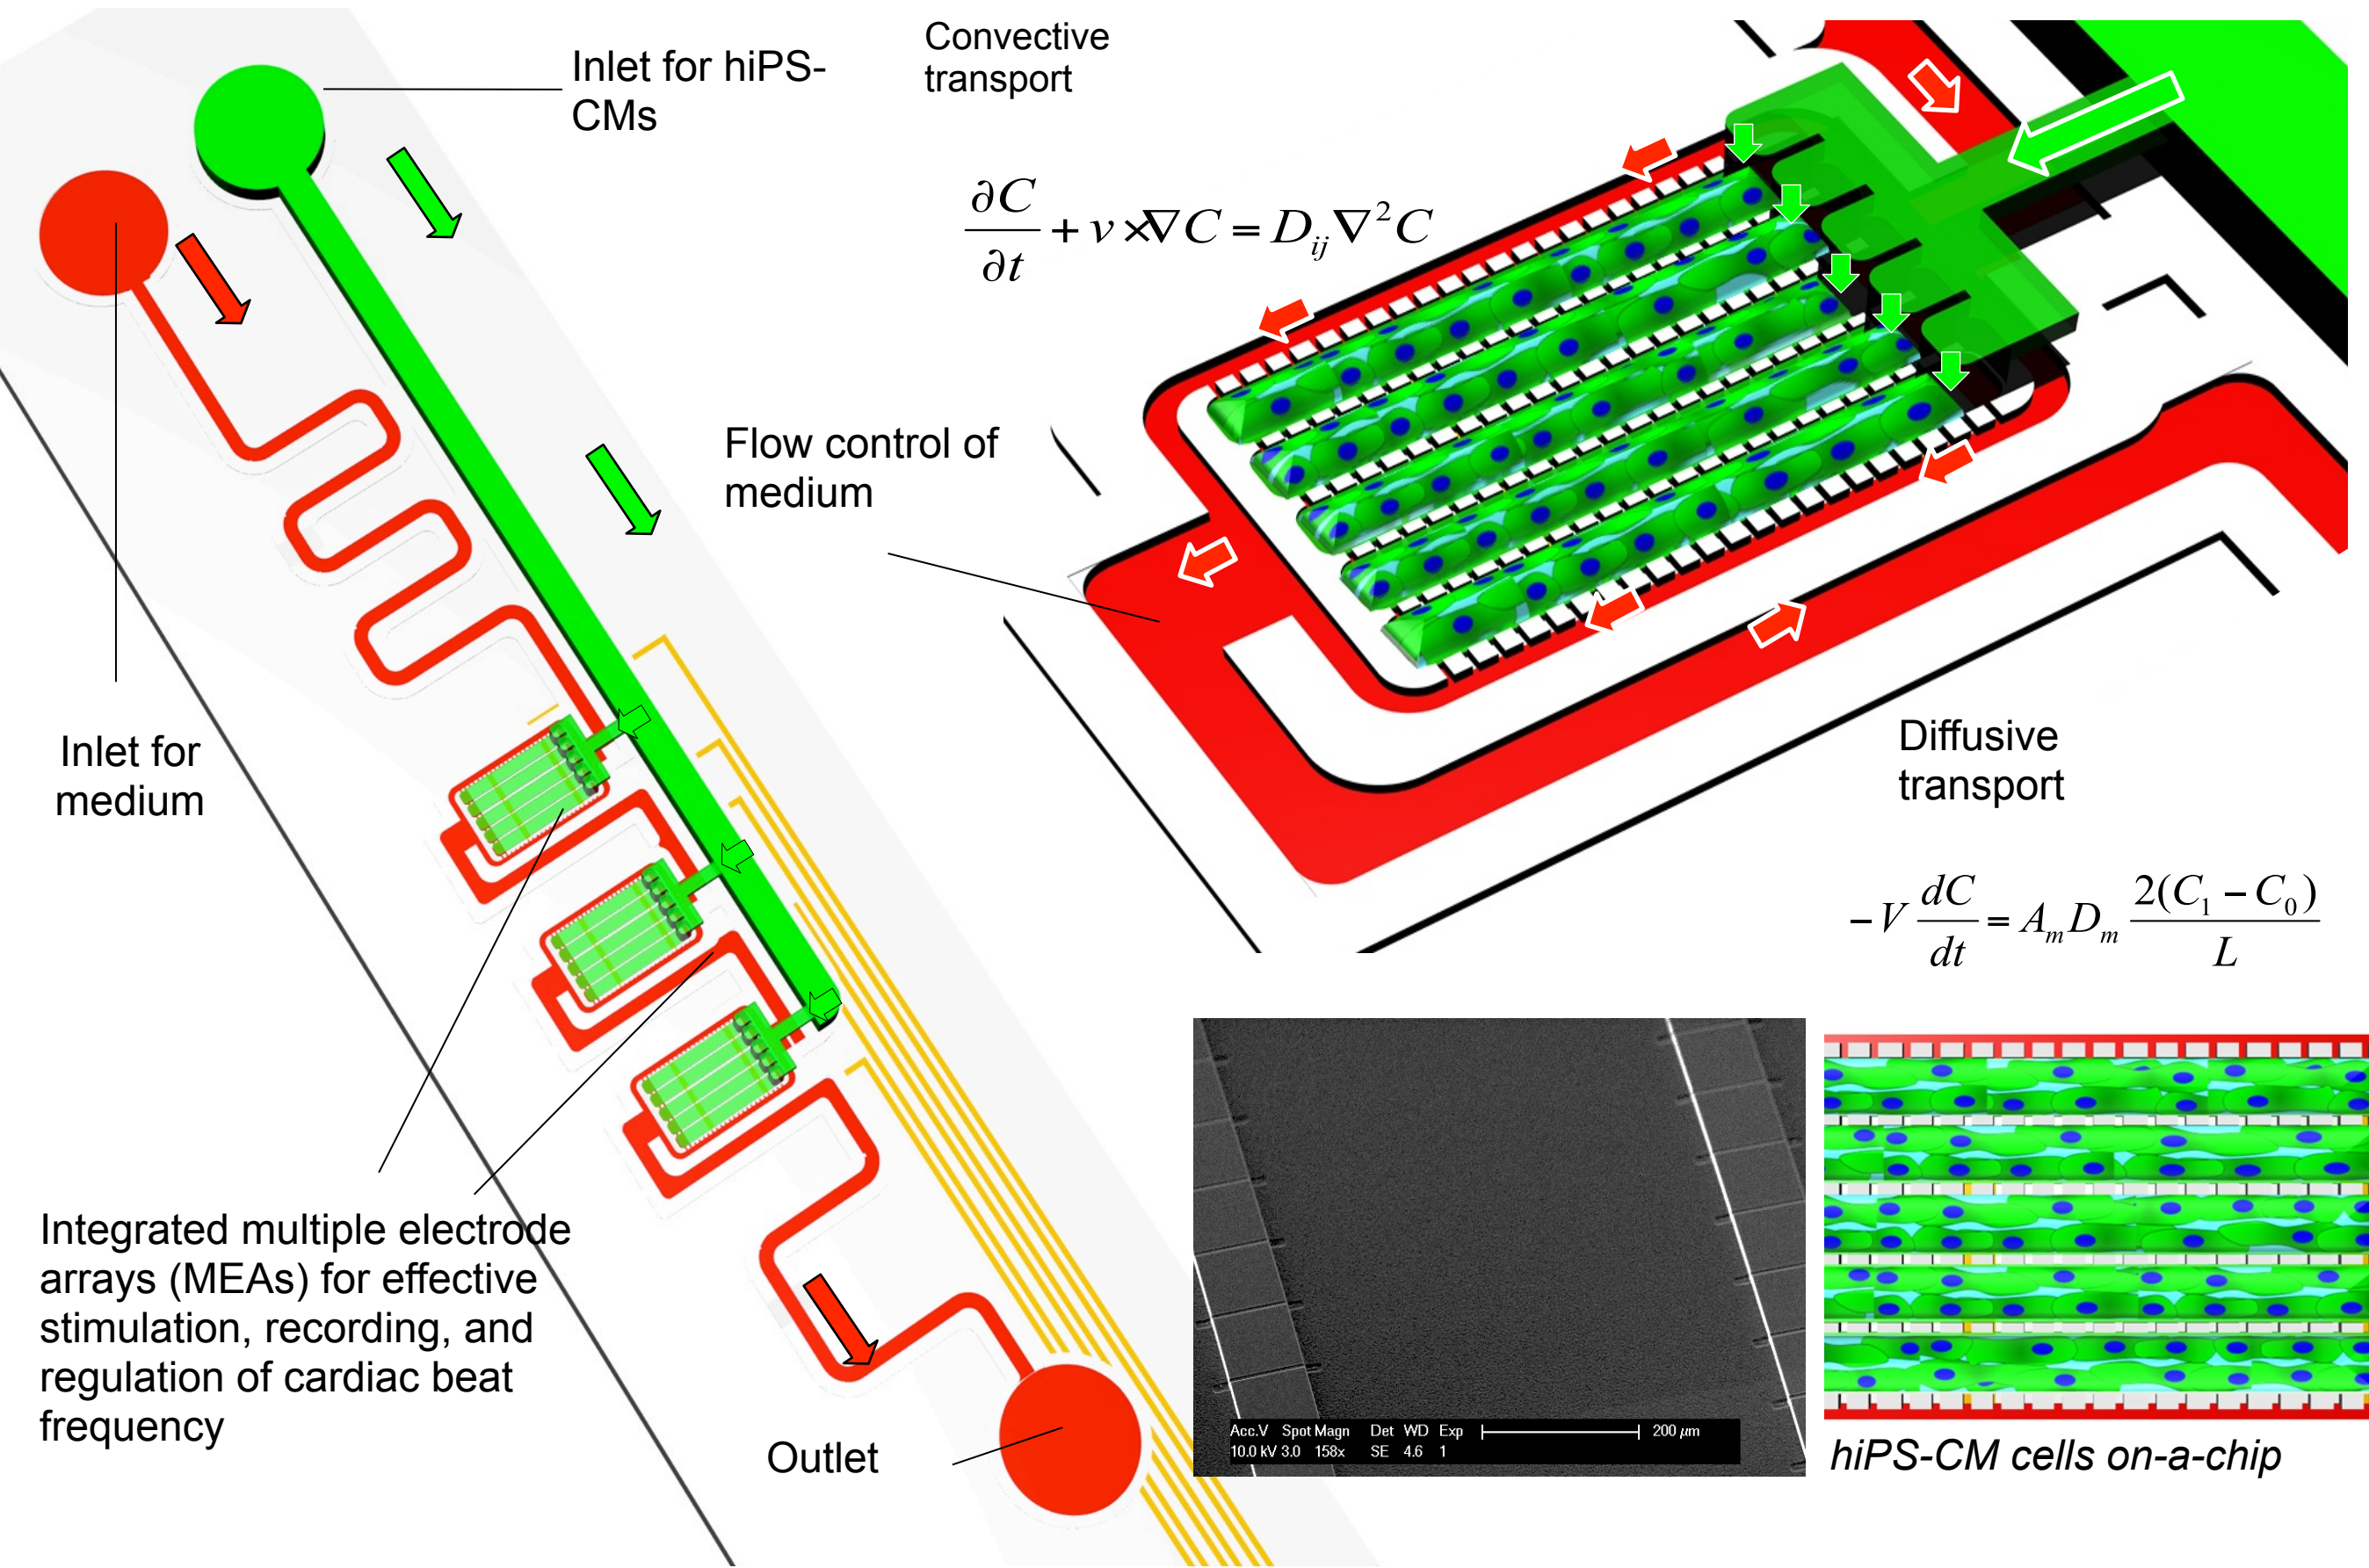 Inlet for hiPS-
CMs
Convective
transport
∂C/∂t + v×∇C = D_ij ∇²C
Flow control of
medium
Inlet for
medium
Diffusive
transport
−V dC/dt = A_m D_m 2(C_1 − C_0)/L
Integrated multiple electrode
arrays (MEAs) for effective
stimulation, recording, and
regulation of cardiac beat
frequency
Outlet
Acc.V Spot Magn Det WD Exp 200 µm
10.0 kV 3.0 158x SE 4.6 1
hiPS-CM cells on-a-chip